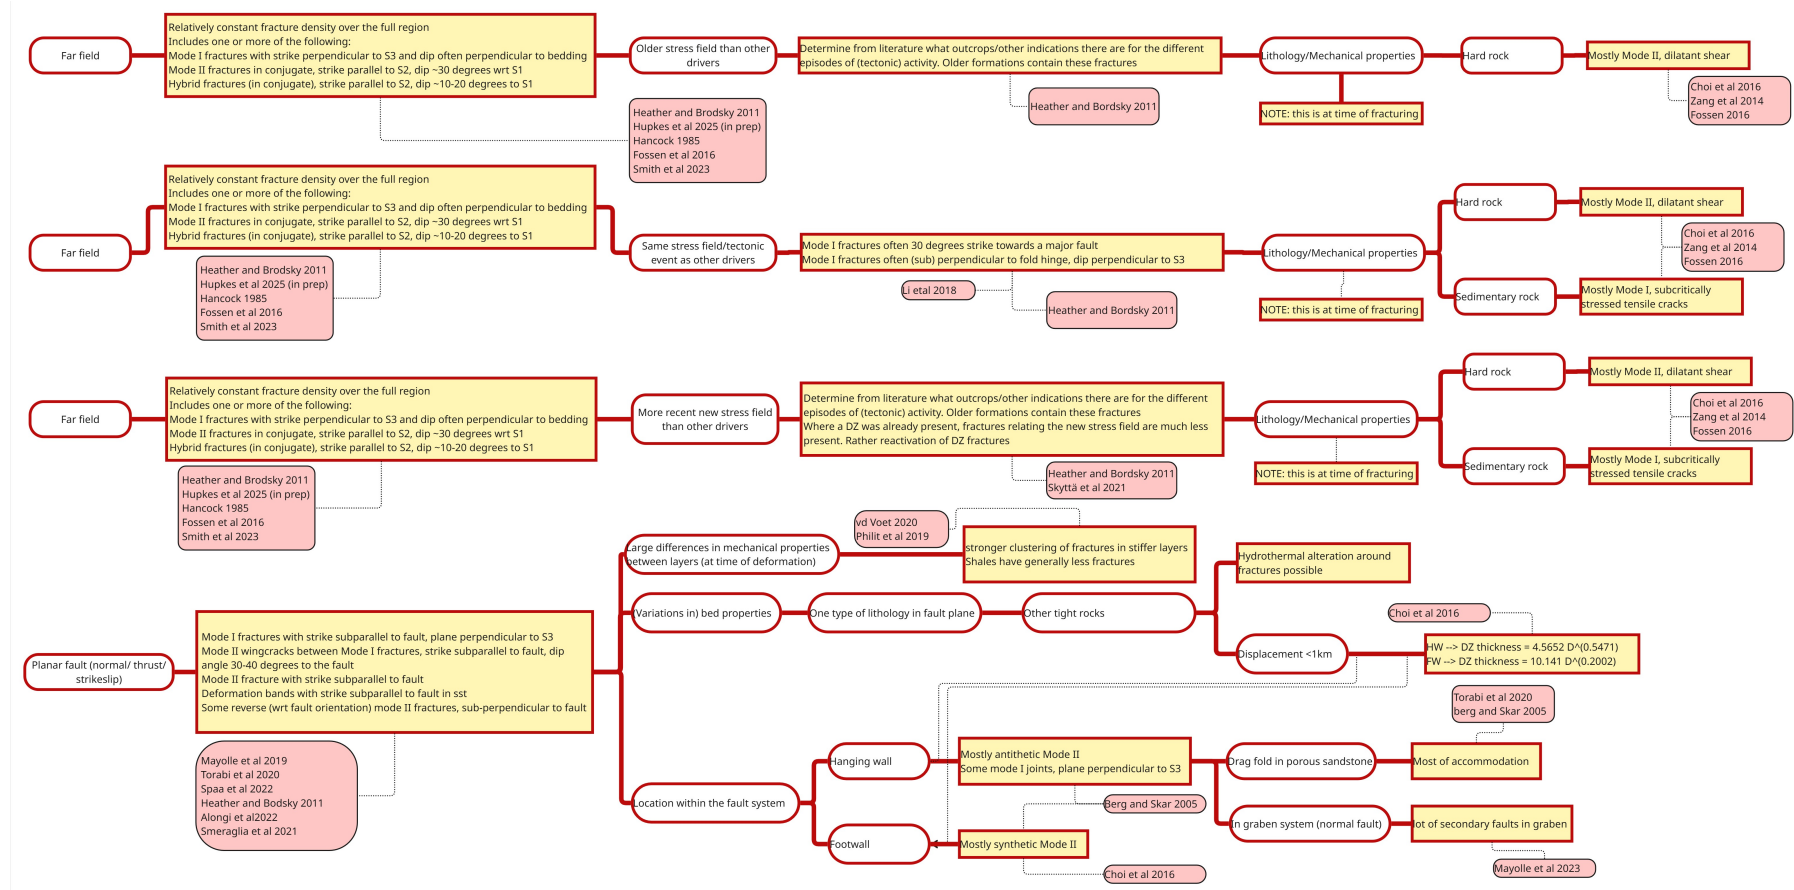 Far field
Relatively constant fracture density over the full region
Includes one or more of the following:
Mode I fractures with strike perpendicular to S3 and dip often perpendicular to bedding
Mode II fractures in conjugate, strike parallel to S2, dip ~30 degrees wrt S1
Hybrid fractures (in conjugate), strike parallel to S2, dip ~10-20 degrees to S1
Older stress field than other
drivers
Determine from literature what outcrops/other indications there are for the different
episodes of (tectonic) activity. Older formations contain these fractures
Lithology/Mechanical properties
Hard rock
Mostly Mode II, dilatant shear
Choi et al 2016
Zang et al 2014
Fossen 2016
Heather and Bordsky 2011
NOTE: this is at time of fracturing
Heather and Brodsky 2011
Hupkes et al 2025 (in prep)
Hancock 1985
Fossen et al 2016
Smith et al 2023
Far field
Relatively constant fracture density over the full region
Includes one or more of the following:
Mode I fractures with strike perpendicular to S3 and dip often perpendicular to bedding
Mode II fractures in conjugate, strike parallel to S2, dip ~30 degrees wrt S1
Hybrid fractures (in conjugate), strike parallel to S2, dip ~10-20 degrees to S1
Heather and Brodsky 2011
Hupkes et al 2025 (in prep)
Hancock 1985
Fossen et al 2016
Smith et al 2023
Same stress field/tectonic
event as other drivers
Mode I fractures often 30 degrees strike towards a major fault
Mode I fractures often (sub) perpendicular to fold hinge, dip perpendicular to S3
Li etal 2018
Heather and Bordsky 2011
Lithology/Mechanical properties
NOTE: this is at time of fracturing
Hard rock
Mostly Mode II, dilatant shear
Choi et al 2016
Zang et al 2014
Fossen 2016
Sedimentary rock
Mostly Mode I, subcritically
stressed tensile cracks
Far field
Relatively constant fracture density over the full region
Includes one or more of the following:
Mode I fractures with strike perpendicular to S3 and dip often perpendicular to bedding
Mode II fractures in conjugate, strike parallel to S2, dip ~30 degrees wrt S1
Hybrid fractures (in conjugate), strike parallel to S2, dip ~10-20 degrees to S1
Heather and Brodsky 2011
Hupkes et al 2025 (in prep)
Hancock 1985
Fossen et al 2016
Smith et al 2023
More recent new stress field
than other drivers
Determine from literature what outcrops/other indications there are for the different
episodes of (tectonic) activity. Older formations contain these fractures
Where a DZ was already present, fractures relating the new stress field are much less
present. Rather reactivation of DZ fractures
Heather and Bordsky 2011
Skyttä et al 2021
Lithology/Mechanical properties
NOTE: this is at time of fracturing
Hard rock
Mostly Mode II, dilatant shear
Choi et al 2016
Zang et al 2014
Fossen 2016
Sedimentary rock
Mostly Mode I, subcritically
stressed tensile cracks
Planar fault (normal/ thrust/
strikeslip)
Mode I fractures with strike subparallel to fault, plane perpendicular to S3
Mode II wingcracks between Mode I fractures, strike subparallel to fault, dip
angle 30-40 degrees to the fault
Mode II fracture with strike subparallel to fault
Deformation bands with strike subparallel to fault in sst
Some reverse (wrt fault orientation) mode II fractures, sub-perpendicular to fault
Mayolle et al 2019
Torabi et al 2020
Spaa et al 2022
Heather and Bodsky 2011
Alongi et al2022
Smeraglia et al 2021
Large differences in mechanical properties
between layers (at time of deformation)
vd Voet 2020
Philit et al 2019
stronger clustering of fractures in stiffer layers
Shales have generally less fractures
(Variations in) bed properties
One type of lithology in fault plane
Other tight rocks
Hydrothermal alteration around
fractures possible
Displacement <1km
Choi et al 2016
HW --> DZ thickness = 4.5652 D^(0.5471)
FW --> DZ thickness = 10.141 D^(0.2002)
Location within the fault system
Hanging wall
Mostly antithetic Mode II
Some mode I joints, plane perpendicular to S3
Berg and Skar 2005
Drag fold in porous sandstone
Most of accommodation
Torabi et al 2020
berg and Skar 2005
In graben system (normal fault)
lot of secondary faults in graben
Mayolle et al 2023
Footwall
Mostly synthetic Mode II
Choi et al 2016